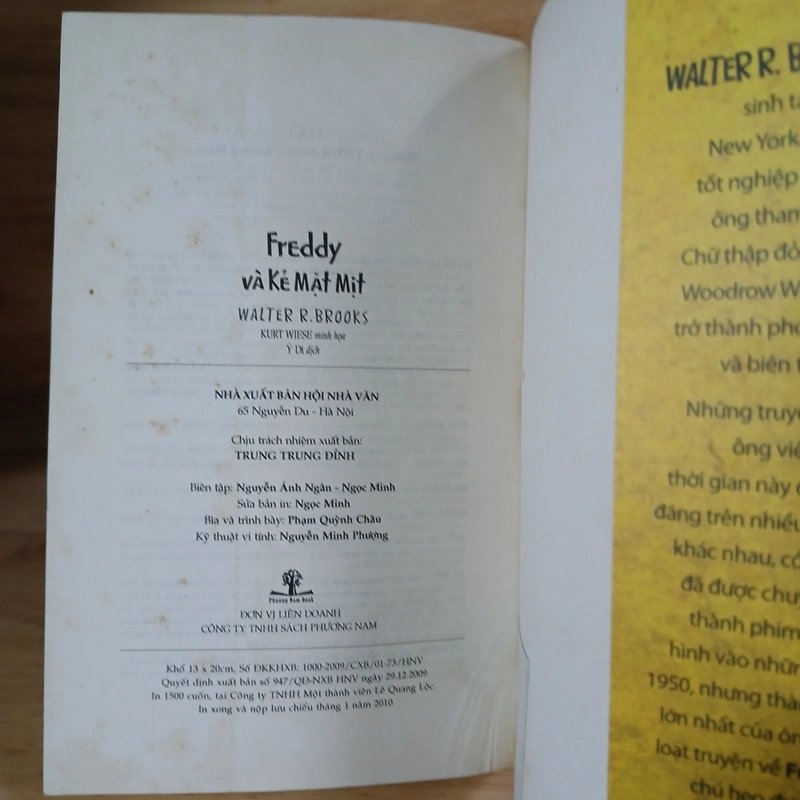 Freddy
và Kẻ Mặt Mịt
WALTER R. BROOKS
KURT WIESE minh họa
Ý DI dịch
NHÀ XUẤT BẢN HỘI NHÀ VĂN
65 Nguyễn Du - Hà Nội
Chịu trách nhiệm xuất bản:
TRUNG TRUNG ĐỈNH
Biên tập: Nguyễn Ánh Ngân - Ngọc Minh
Sửa bản in: Ngọc Minh
Bìa và trình bày: Phạm Quỳnh Châu
Kỹ thuật vi tính: Nguyễn Minh Phượng
Phuong Nam Book
ĐƠN VỊ LIÊN DOANH
CÔNG TY TNHH SÁCH PHƯƠNG NAM
Khổ 13 x 20cm, Số ĐKKHXB: 1000-2009/CXB/01-73/HNV
Quyết định xuất bản số 947/QĐ-NXB HNV ngày 29.12.2009
In 1500 cuốn, tại Công ty TNHH Một thành viên Lê Quang Lộc.
In xong và nộp lưu chiểu tháng 1 năm 2010
WALTER R.
sinh
New York,
tốt nghiệp
ông tham
Chữ thập đỏ
Woodrow W
trở thành
và biên
Những
ông
thời gian này
đăng trên nhiều
khác nhau,
đã được
thành phim
hình vào
1950, nhưng
lớn nhất của
loạt truyện về
chú heo